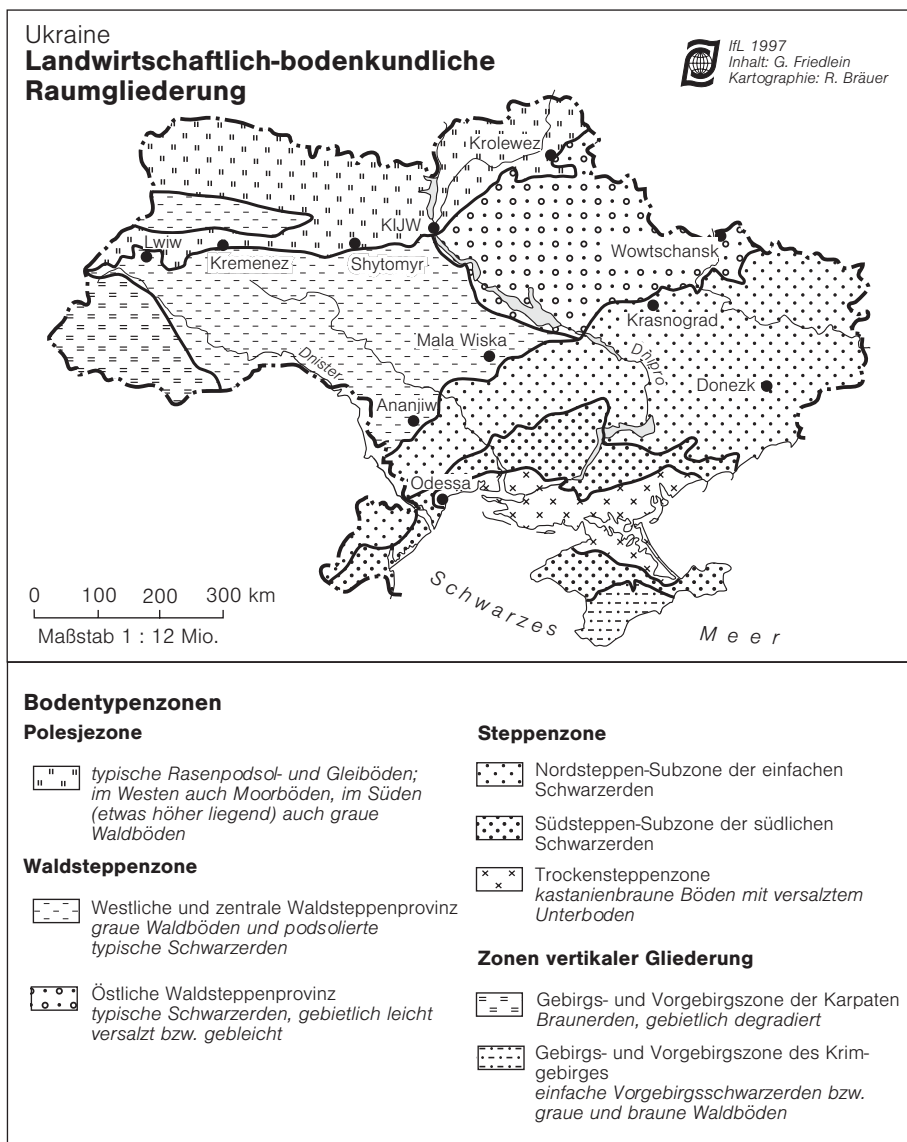 Ukraine
Landwirtschaftlich-bodenkundliche
Raumgliederung
IfL 1997
Inhalt: G. Friedlein
Kartographie: R. Bräuer
Krolewez
KIJW
Wowtschansk
Lwiw
Kremenez
Shytomyr
Krasnograd
Mala Wiska
Dnister
Dnipro
Donezk
Ananjiw
Odessa
Schwarzes Meer
0 100 200 300 km
Maßstab 1 : 12 Mio.
Bodentypenzonen
Polesjezone
typische Rasenpodsol- und Gleiböden;
im Westen auch Moorböden, im Süden
(etwas höher liegend) auch graue
Waldböden
Waldsteppenzone
Westliche und zentrale Waldsteppenprovinz
graue Waldböden und podsolierte
typische Schwarzerden
Östliche Waldsteppenprovinz
typische Schwarzerden, gebietlich leicht
versalzt bzw. gebleicht
Steppenzone
Nordsteppen-Subzone der einfachen
Schwarzerden
Südsteppen-Subzone der südlichen
Schwarzerden
Trockensteppenzone
kastanienbraune Böden mit versalztem
Unterboden
Zonen vertikaler Gliederung
Gebirgs- und Vorgebirgszone der Karpaten
Braunerden, gebietlich degradiert
Gebirgs- und Vorgebirgszone des Krim-
gebirges
einfache Vorgebirgsschwarzerden bzw.
graue und braune Waldböden